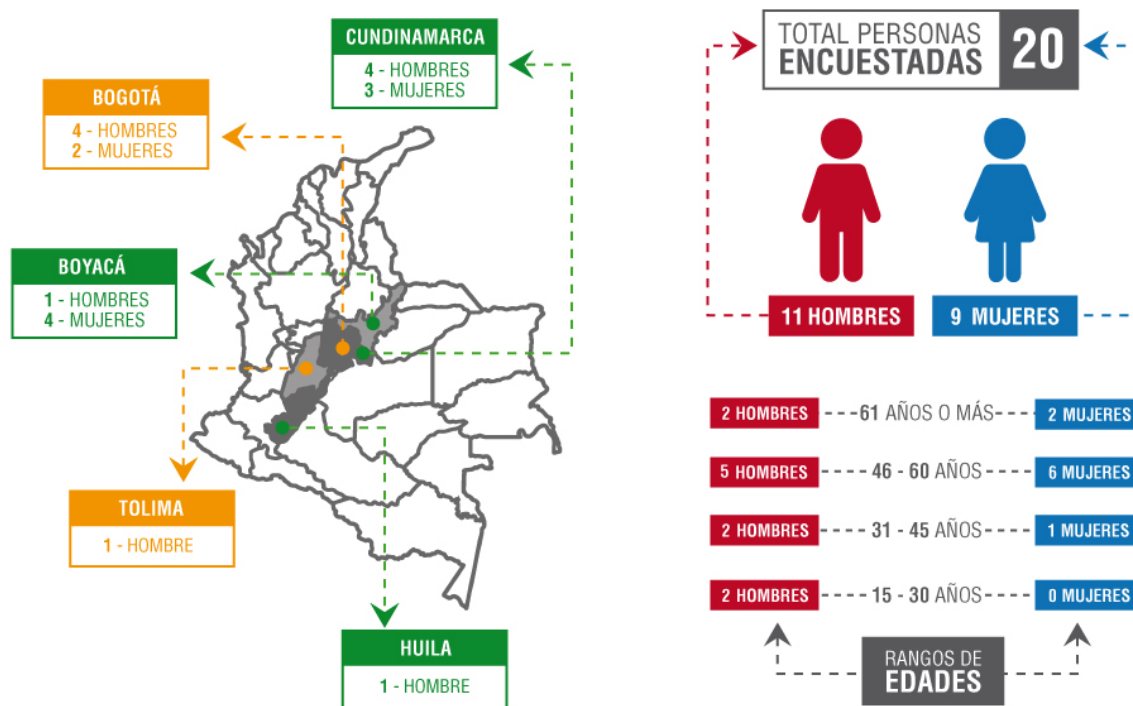 CUNDINAMARCA
4 - HOMBRES
3 - MUJERES
BOGOTÁ
4 - HOMBRES
2 - MUJERES
BOYACÁ
1 - HOMBRES
4 - MUJERES
TOLIMA
1 - HOMBRE
HUILA
1 - HOMBRE
TOTAL PERSONAS
ENCUESTADAS
20
11 HOMBRES
9 MUJERES
2 HOMBRES 61 AÑOS O MÁS 2 MUJERES
5 HOMBRES 46 - 60 AÑOS 6 MUJERES
2 HOMBRES 31 - 45 AÑOS 1 MUJERES
2 HOMBRES 15 - 30 AÑOS 0 MUJERES
RANGOS DE
EDADES